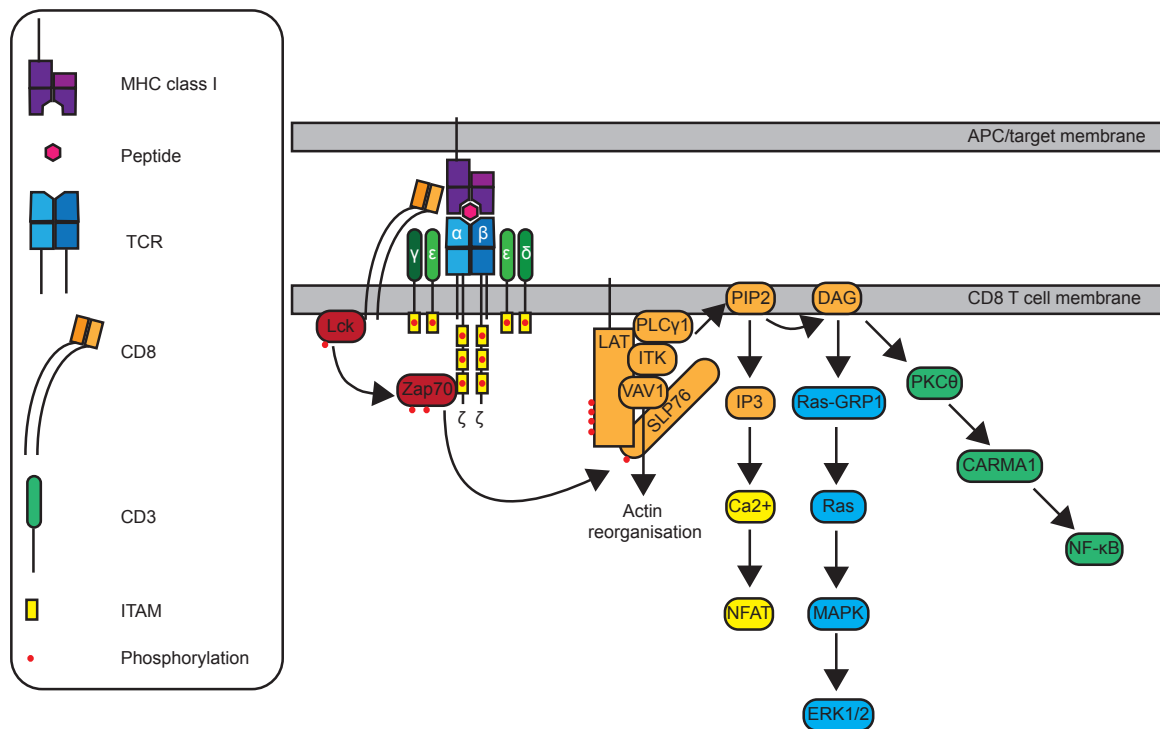 MHC class I
Peptide
TCR
CD8
CD3
ITAM
Phosphorylation
APC/target membrane
α
β
γ
ε
ε
δ
CD8 T cell membrane
Lck
Zap70
ζ
ζ
LAT
PLCγ1
ITK
VAV1
SLP76
Actin
reorganisation
PIP2
DAG
IP3
Ras-GRP1
PKCθ
CARMA1
Ca2+
Ras
NF-κB
NFAT
MAPK
ERK1/2